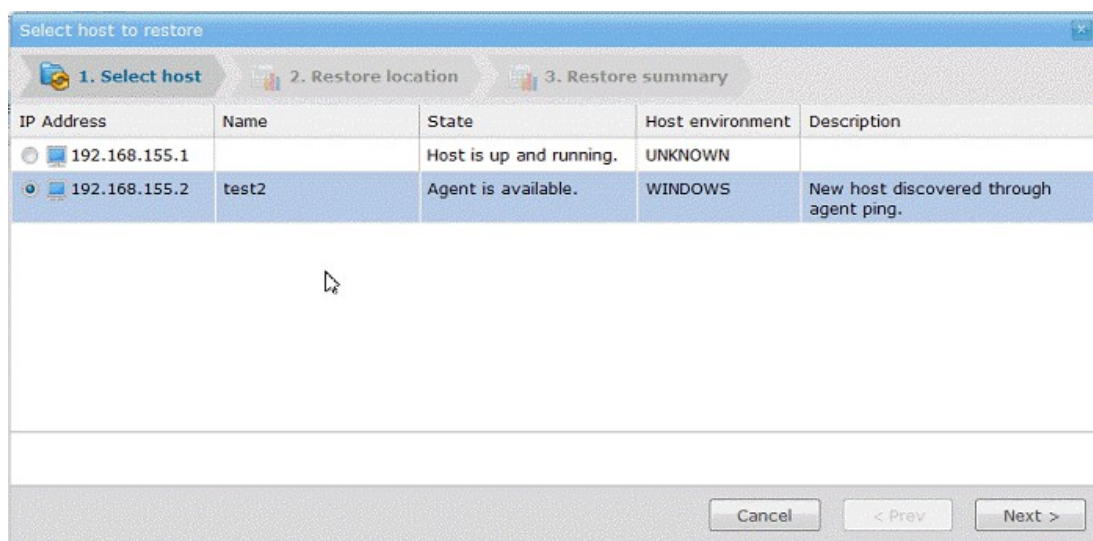 Select host to restore
1. Select host 2. Restore location 3. Restore summary
IP Address Name State Host environment Description
192.168.155.1 Host is up and running. UNKNOWN
192.168.155.2 test2 Agent is available. WINDOWS New host discovered through
agent ping.
Cancel < Prev Next >